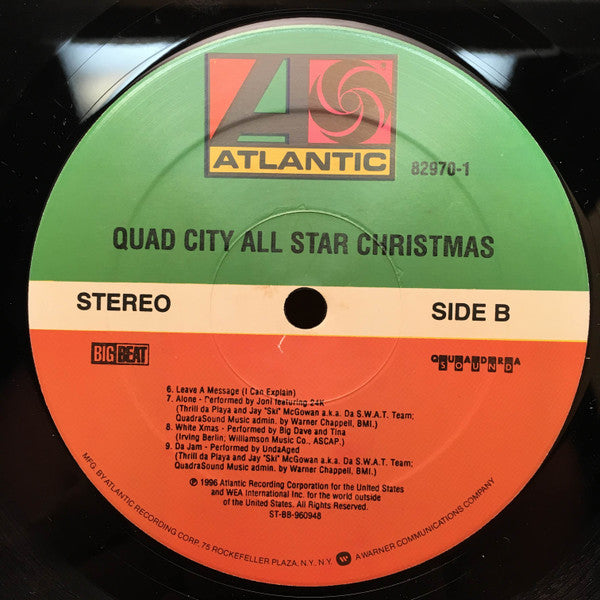 ATLANTIC
82970-1
QUAD CITY ALL STAR CHRISTMAS
STEREO
SIDE B
BIG BEAT
QUADRA
SOUND
6. Leave A Message (I Can Explain)
7. Alone - Performed by Joni featuring 24K
(Thrill da Playa and Jay "Ski" McGowan a.k.a. Da S.W.A.T. Team;
QuadraSound Music admin. by Warner Chappell, BMI.)
8. White Xmas - Performed by Big Dave and Tina
(Irving Berlin; Williamson Music Co., ASCAP.)
9. Da Jam - Performed by UndaAged
(Thrill da Playa and Jay "Ski" McGowan a.k.a. Da S.W.A.T. Team;
QuadraSound Music admin. by Warner Chappell, BMI.)
℗ 1996 Atlantic Recording Corporation for the United States
and WEA International Inc. for the world outside
of the United States. All Rights Reserved.
ST-BB-960948
MFG. BY ATLANTIC RECORDING CORP. 75 ROCKEFELLER PLAZA, N.Y. N.Y. A WARNER COMMUNICATIONS COMPANY